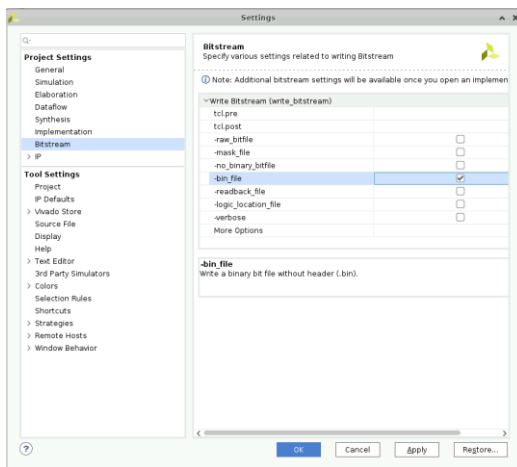 Settings
Q-
Project Settings
General
Simulation
Elaboration
Dataflow
Synthesis
Implementation
Bitstream
> IP
Tool Settings
Project
IP Defaults
> Vivado Store
Source File
Display
Help
> Text Editor
3rd Party Simulators
> Colors
Selection Rules
Shortcuts
> Strategies
> Remote Hosts
> Window Behavior
Bitstream
Specify various settings related to writing Bitstream
Note: Additional bitstream settings will be available once you open an implemen
Write Bitstream (write_bitstream)
tcl.pre
tcl.post
-raw_bitfile
-mask_file
-no_binary_bitfile
-bin_file
-readback_file
-logic_location_file
-verbose
More Options
-bin_file
Write a binary bit file without header (.bin).
?
OK
Cancel
Apply
Restore...